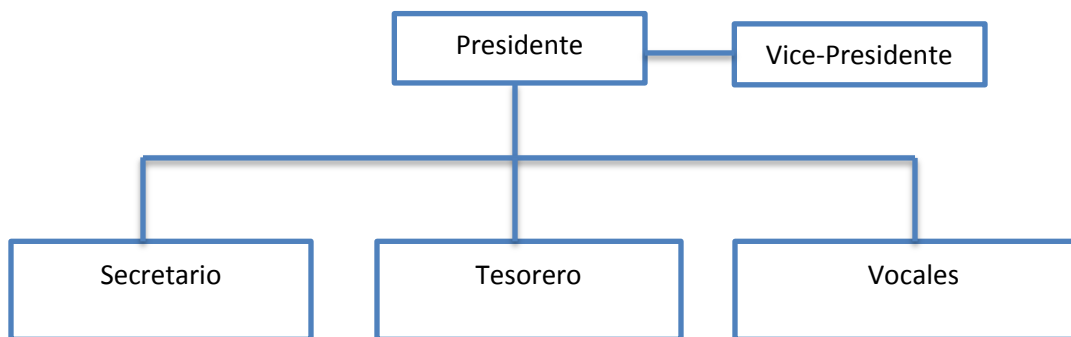 Presidente
Vice-Presidente
Secretario
Tesorero
Vocales